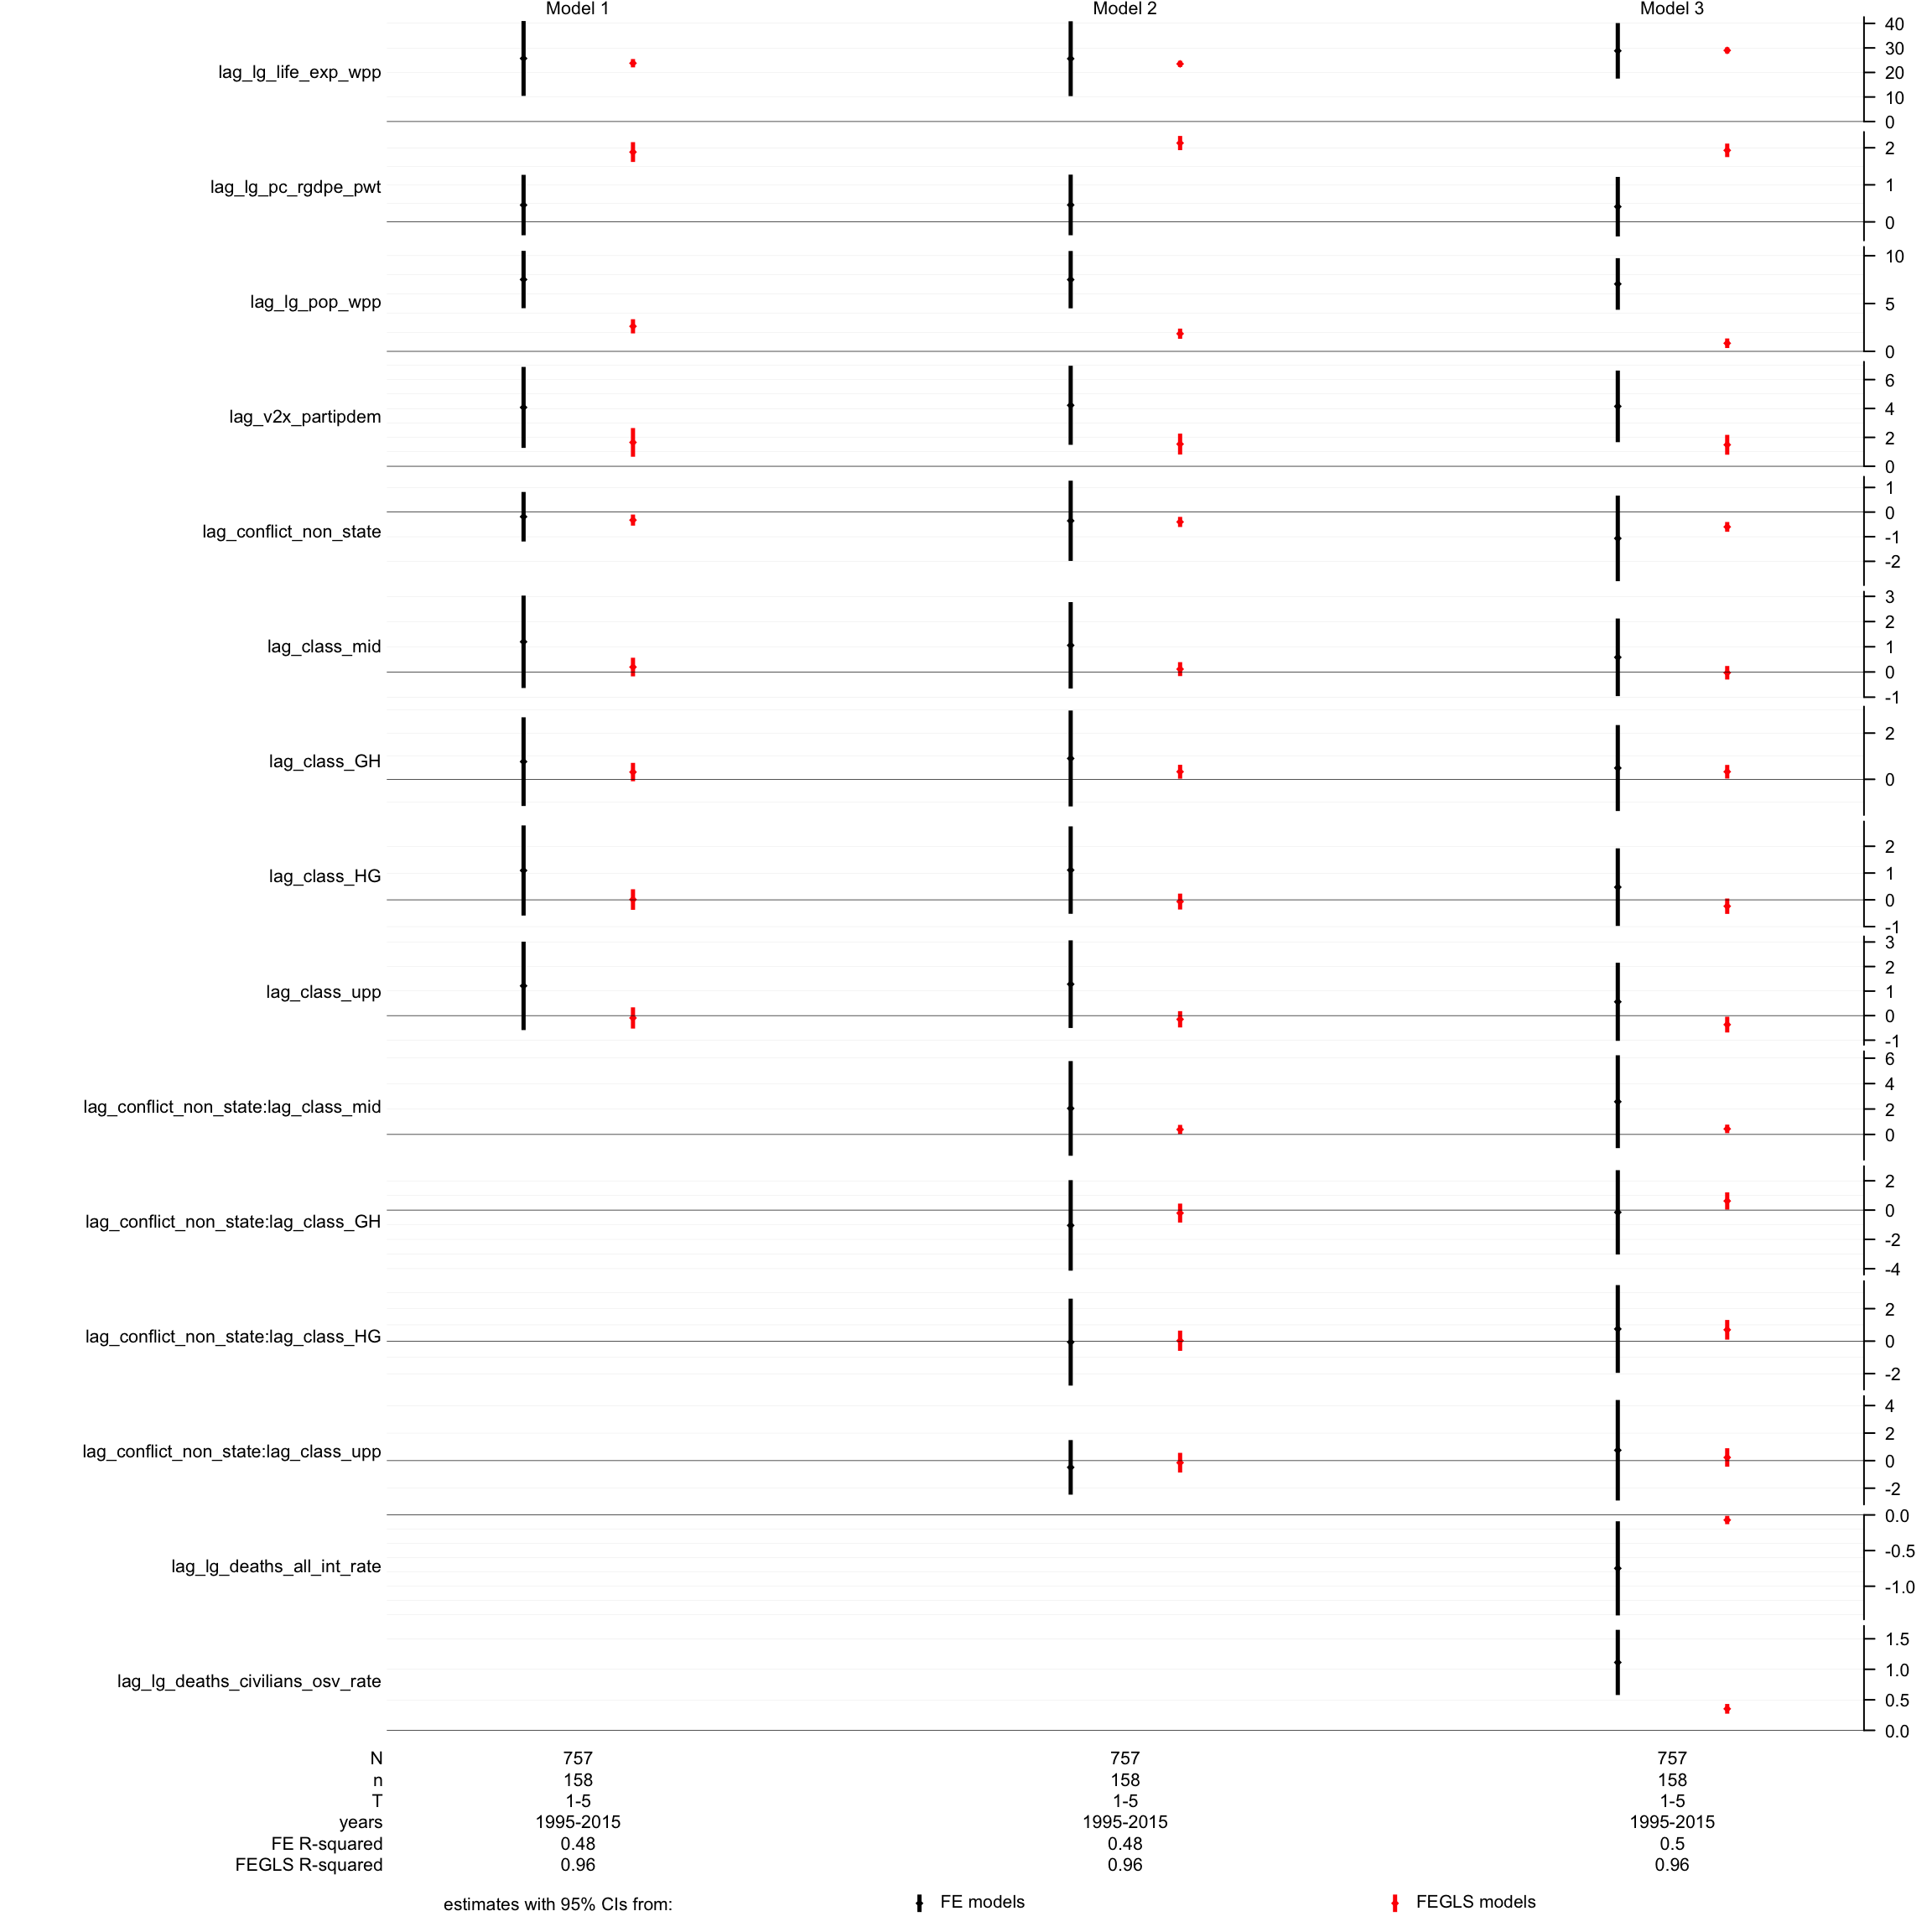 Model 1 Model 2 Model 3
lag_lg_life_exp_wpp 40 30 20 10 0
lag_lg_pc_rgdpe_pwt 2 1 0
lag_lg_pop_wpp 10 5 0
lag_v2x_partipdem 6 4 2 0
lag_conflict_non_state 1 0 -1 -2
lag_class_mid 3 2 1 0 -1
lag_class_GH 2 0
lag_class_HG 2 1 0 -1
lag_class_upp 3 2 1 0 -1
lag_conflict_non_state:lag_class_mid 6 4 2 0
lag_conflict_non_state:lag_class_GH 2 0 -2 -4
lag_conflict_non_state:lag_class_HG 2 0 -2
lag_conflict_non_state:lag_class_upp 4 2 0 -2
lag_lg_deaths_all_int_rate 0.0 -0.5 -1.0
lag_lg_deaths_civilians_osv_rate 1.5 1.0 0.5 0.0
N 757 757 757
n 158 158 158
T 1-5 1-5 1-5
years 1995-2015 1995-2015 1995-2015
FE R-squared 0.48 0.48 0.5
FEGLS R-squared 0.96 0.96 0.96
estimates with 95% CIs from: FE models FEGLS models